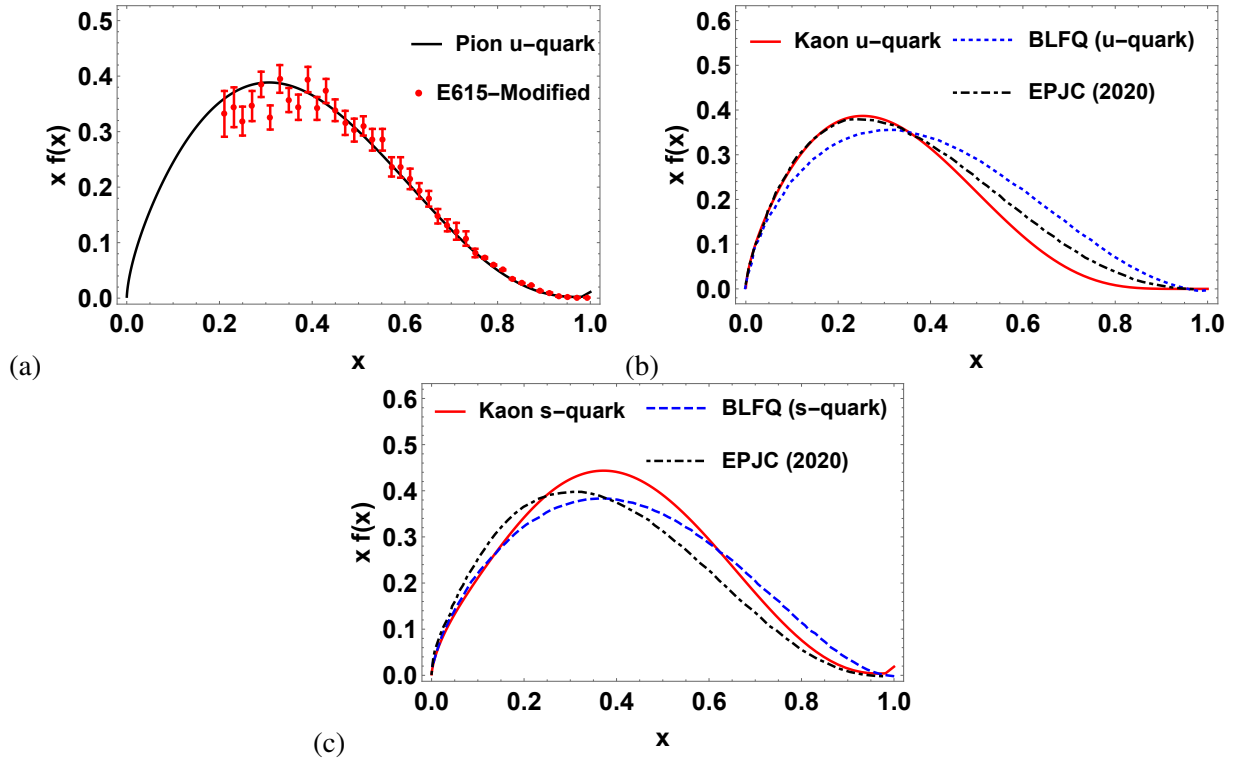 0.5
0.4
0.3
0.2
0.1
0.0
x f(x)
Pion u−quark
E615−Modified
0.0 0.2 0.4 0.6 0.8 1.0
x
(a)
0.6
0.5
0.4
0.3
0.2
0.1
0.0
x f(x)
Kaon u−quark BLFQ (u−quark)
EPJC (2020)
0.0 0.2 0.4 0.6 0.8 1.0
x
(b)
0.6
0.5
0.4
0.3
0.2
0.1
0.0
x f(x)
Kaon s−quark BLFQ (s−quark)
EPJC (2020)
0.0 0.2 0.4 0.6 0.8 1.0
x
(c)